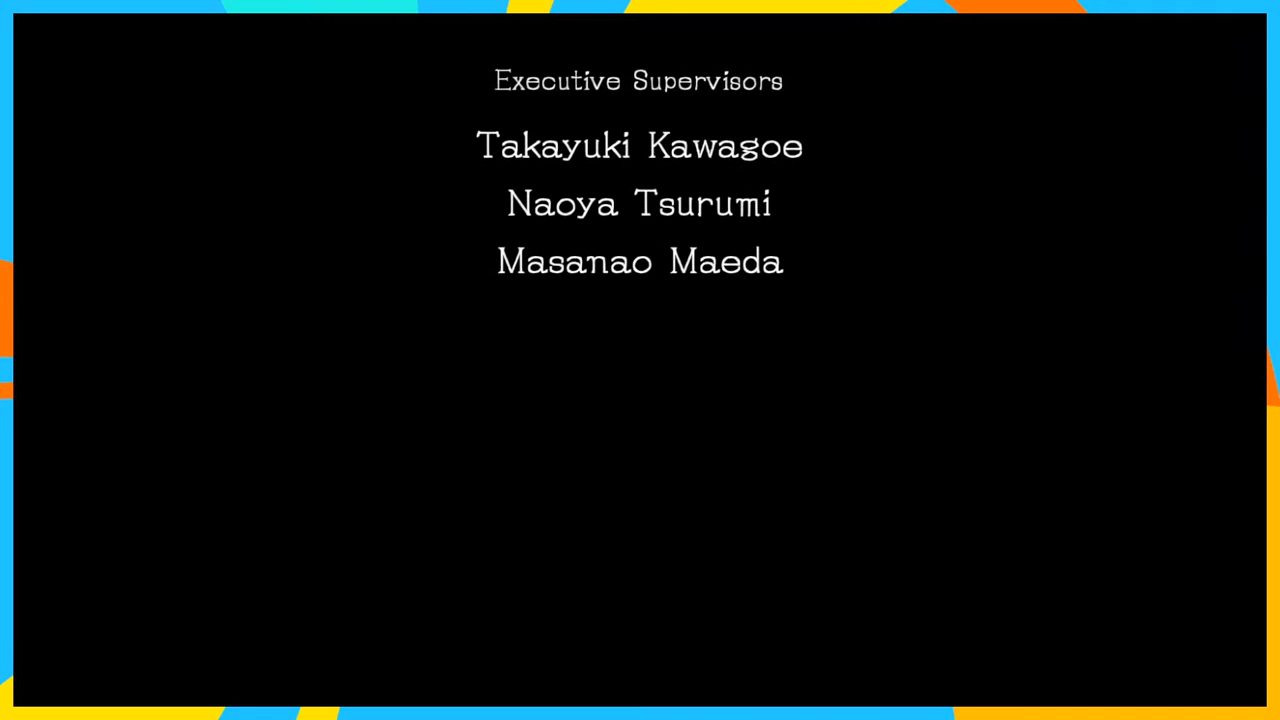 Executive Supervisors
Takayuki Kawagoe
Naoya Tsurumi
Masanao Maeda